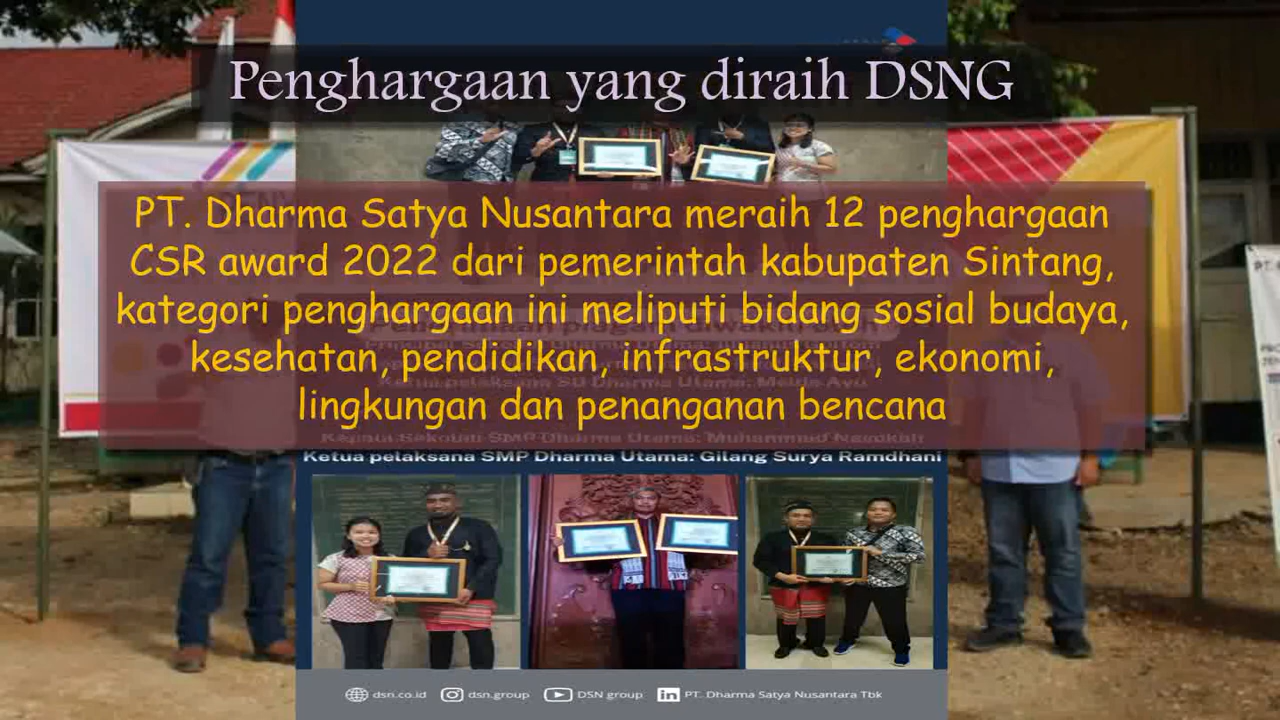 Penghargaan yang diraih DSNG
PT. Dharma Satya Nusantara meraih 12 penghargaan
CSR award 2022 dari pemerintah kabupaten Sintang,
kategori penghargaan ini meliputi bidang sosial budaya,
kesehatan, pendidikan, infrastruktur, ekonomi,
lingkungan dan penanganan bencana
Ketua pelaksana SMP Dharma Utama: Gilang Surya Ramdhani
dsn.co.id dsn.group DSN group PT. Dharma Satya Nusantara Tbk